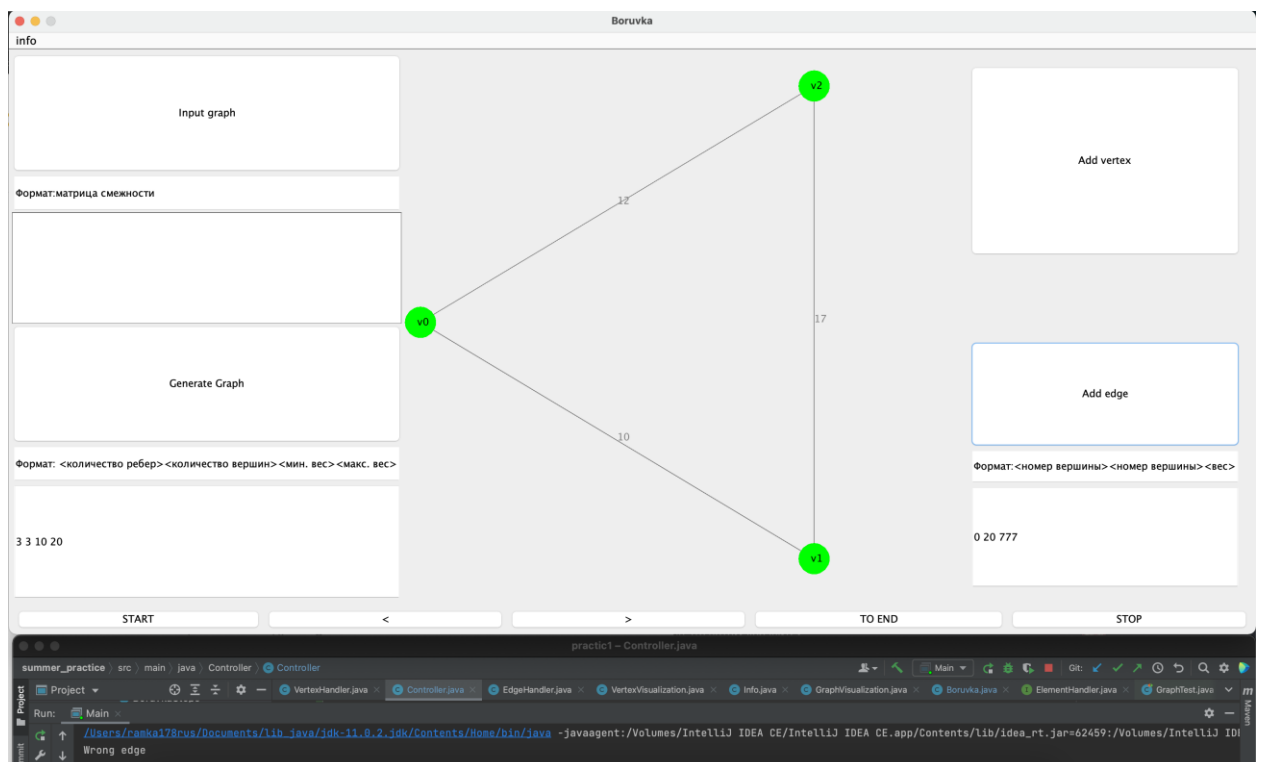 Boruvka
info
Input graph
Формат:матрица смежности
Generate Graph
Формат: <количество ребер><количество вершин><мин. вес><макс. вес>
3 3 10 20
v2
12
v0
17
10
v1
Add vertex
Add edge
Формат:<номер вершины><номер вершины><вес>
0 20 777
START < > TO END STOP
practic1 – Controller.java
summer_practice src main java Controller Controller Main Git:
Project VertexHandler.java Controller.java EdgeHandler.java VertexVisualization.java Info.java GraphVisualization.java Boruvka.java ElementHandler.java GraphTest.java Maven
Run: Main
/Users/ramka178rus/Documents/lib_java/jdk-11.0.2.jdk/Contents/Home/bin/java -javaagent:/Volumes/IntelliJ IDEA CE/IntelliJ IDEA CE.app/Contents/lib/idea_rt.jar=62459:/Volumes/IntelliJ
Wrong edge
Project